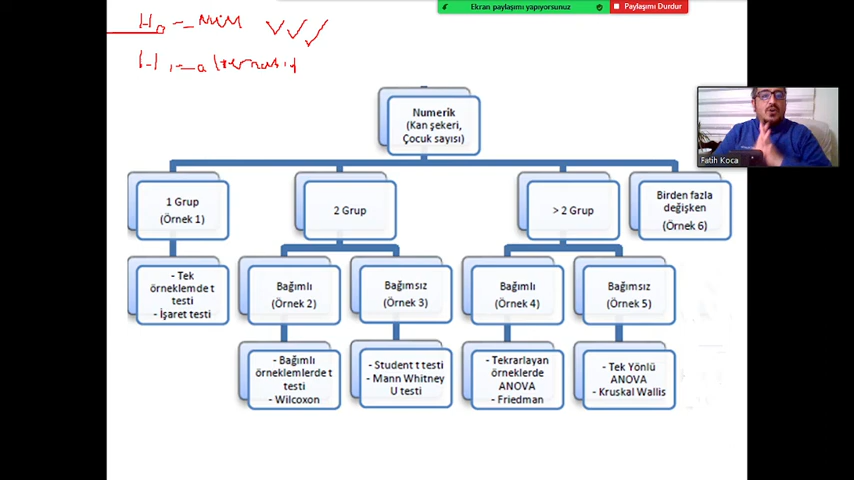 Ekran paylaşımı yapıyorsunuz
Paylaşımı Durdur
H0 = Null
H1 = alternatif
Numerik
(Kan şekeri,
Çocuk sayısı)
Fatih Koca
1 Grup
(Örnek 1)
2 Grup
> 2 Grup
Birden fazla
değişken
(Örnek 6)
- Tek
örneklemde t
testi
- İşaret testi
Bağımlı
(Örnek 2)
Bağımsız
(Örnek 3)
Bağımlı
(Örnek 4)
Bağımsız
(Örnek 5)
- Bağımlı
örneklemlerde t
testi
- Wilcoxon
- Student t testi
- Mann Whitney
U testi
- Tekrarlayan
örneklerde
ANOVA
- Friedman
- Tek Yönlü
ANOVA
- Kruskal Wallis